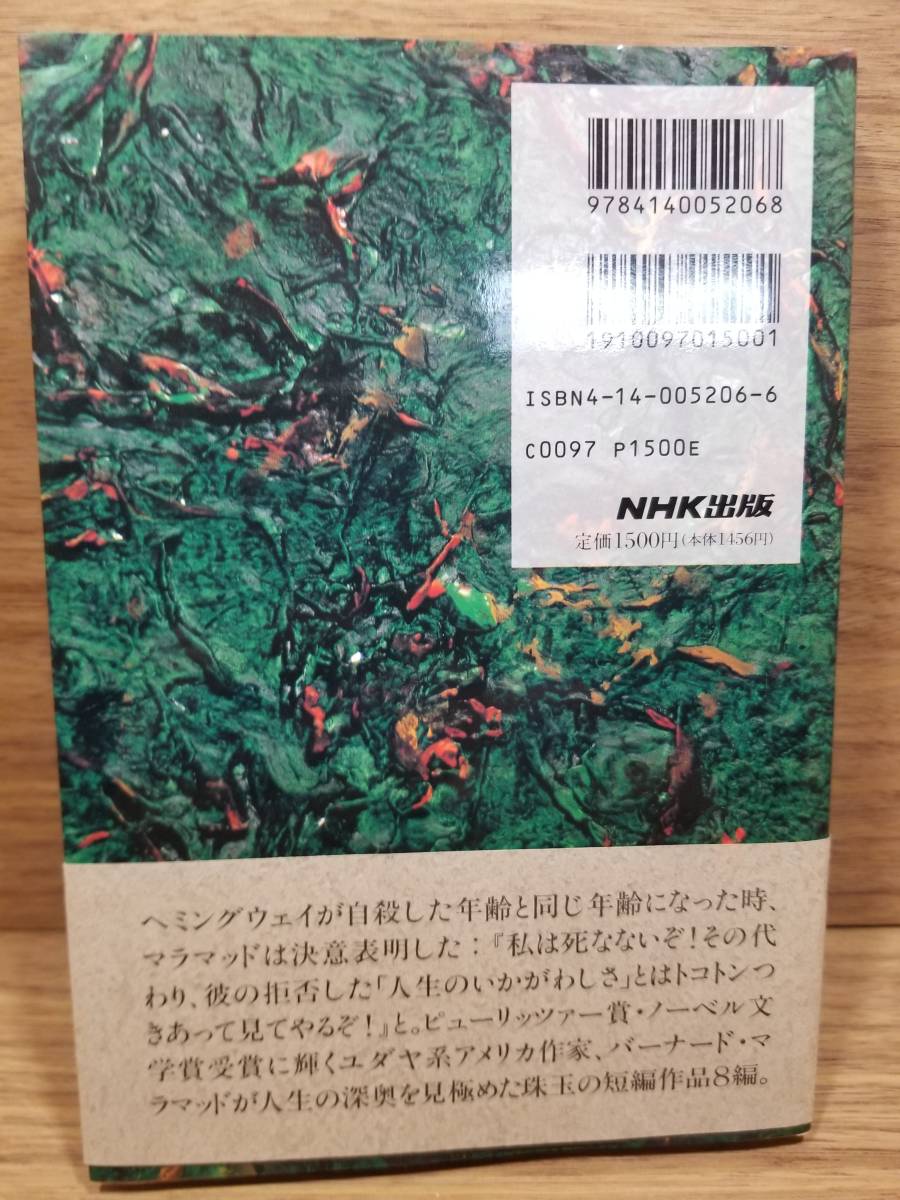 9784140052068
1910097015001
ISBN4-14-005206-6
C0097 P1500E
NHK出版
定価1500円(本体1456円)
ヘミングウェイが自殺した年齢と同じ年齢になった時、
マラマッドは決意表明した：『私は死なないぞ！その代
わり、彼の拒否した「人生のいかがわしさ」とはトコトンつ
きあって見てやるぞ！』と。ピューリッツァー賞・ノーベル文
学賞受賞に輝くユダヤ系アメリカ作家、バーナード・マ
ラマッドが人生の深奥を見極めた珠玉の短編作品8編。